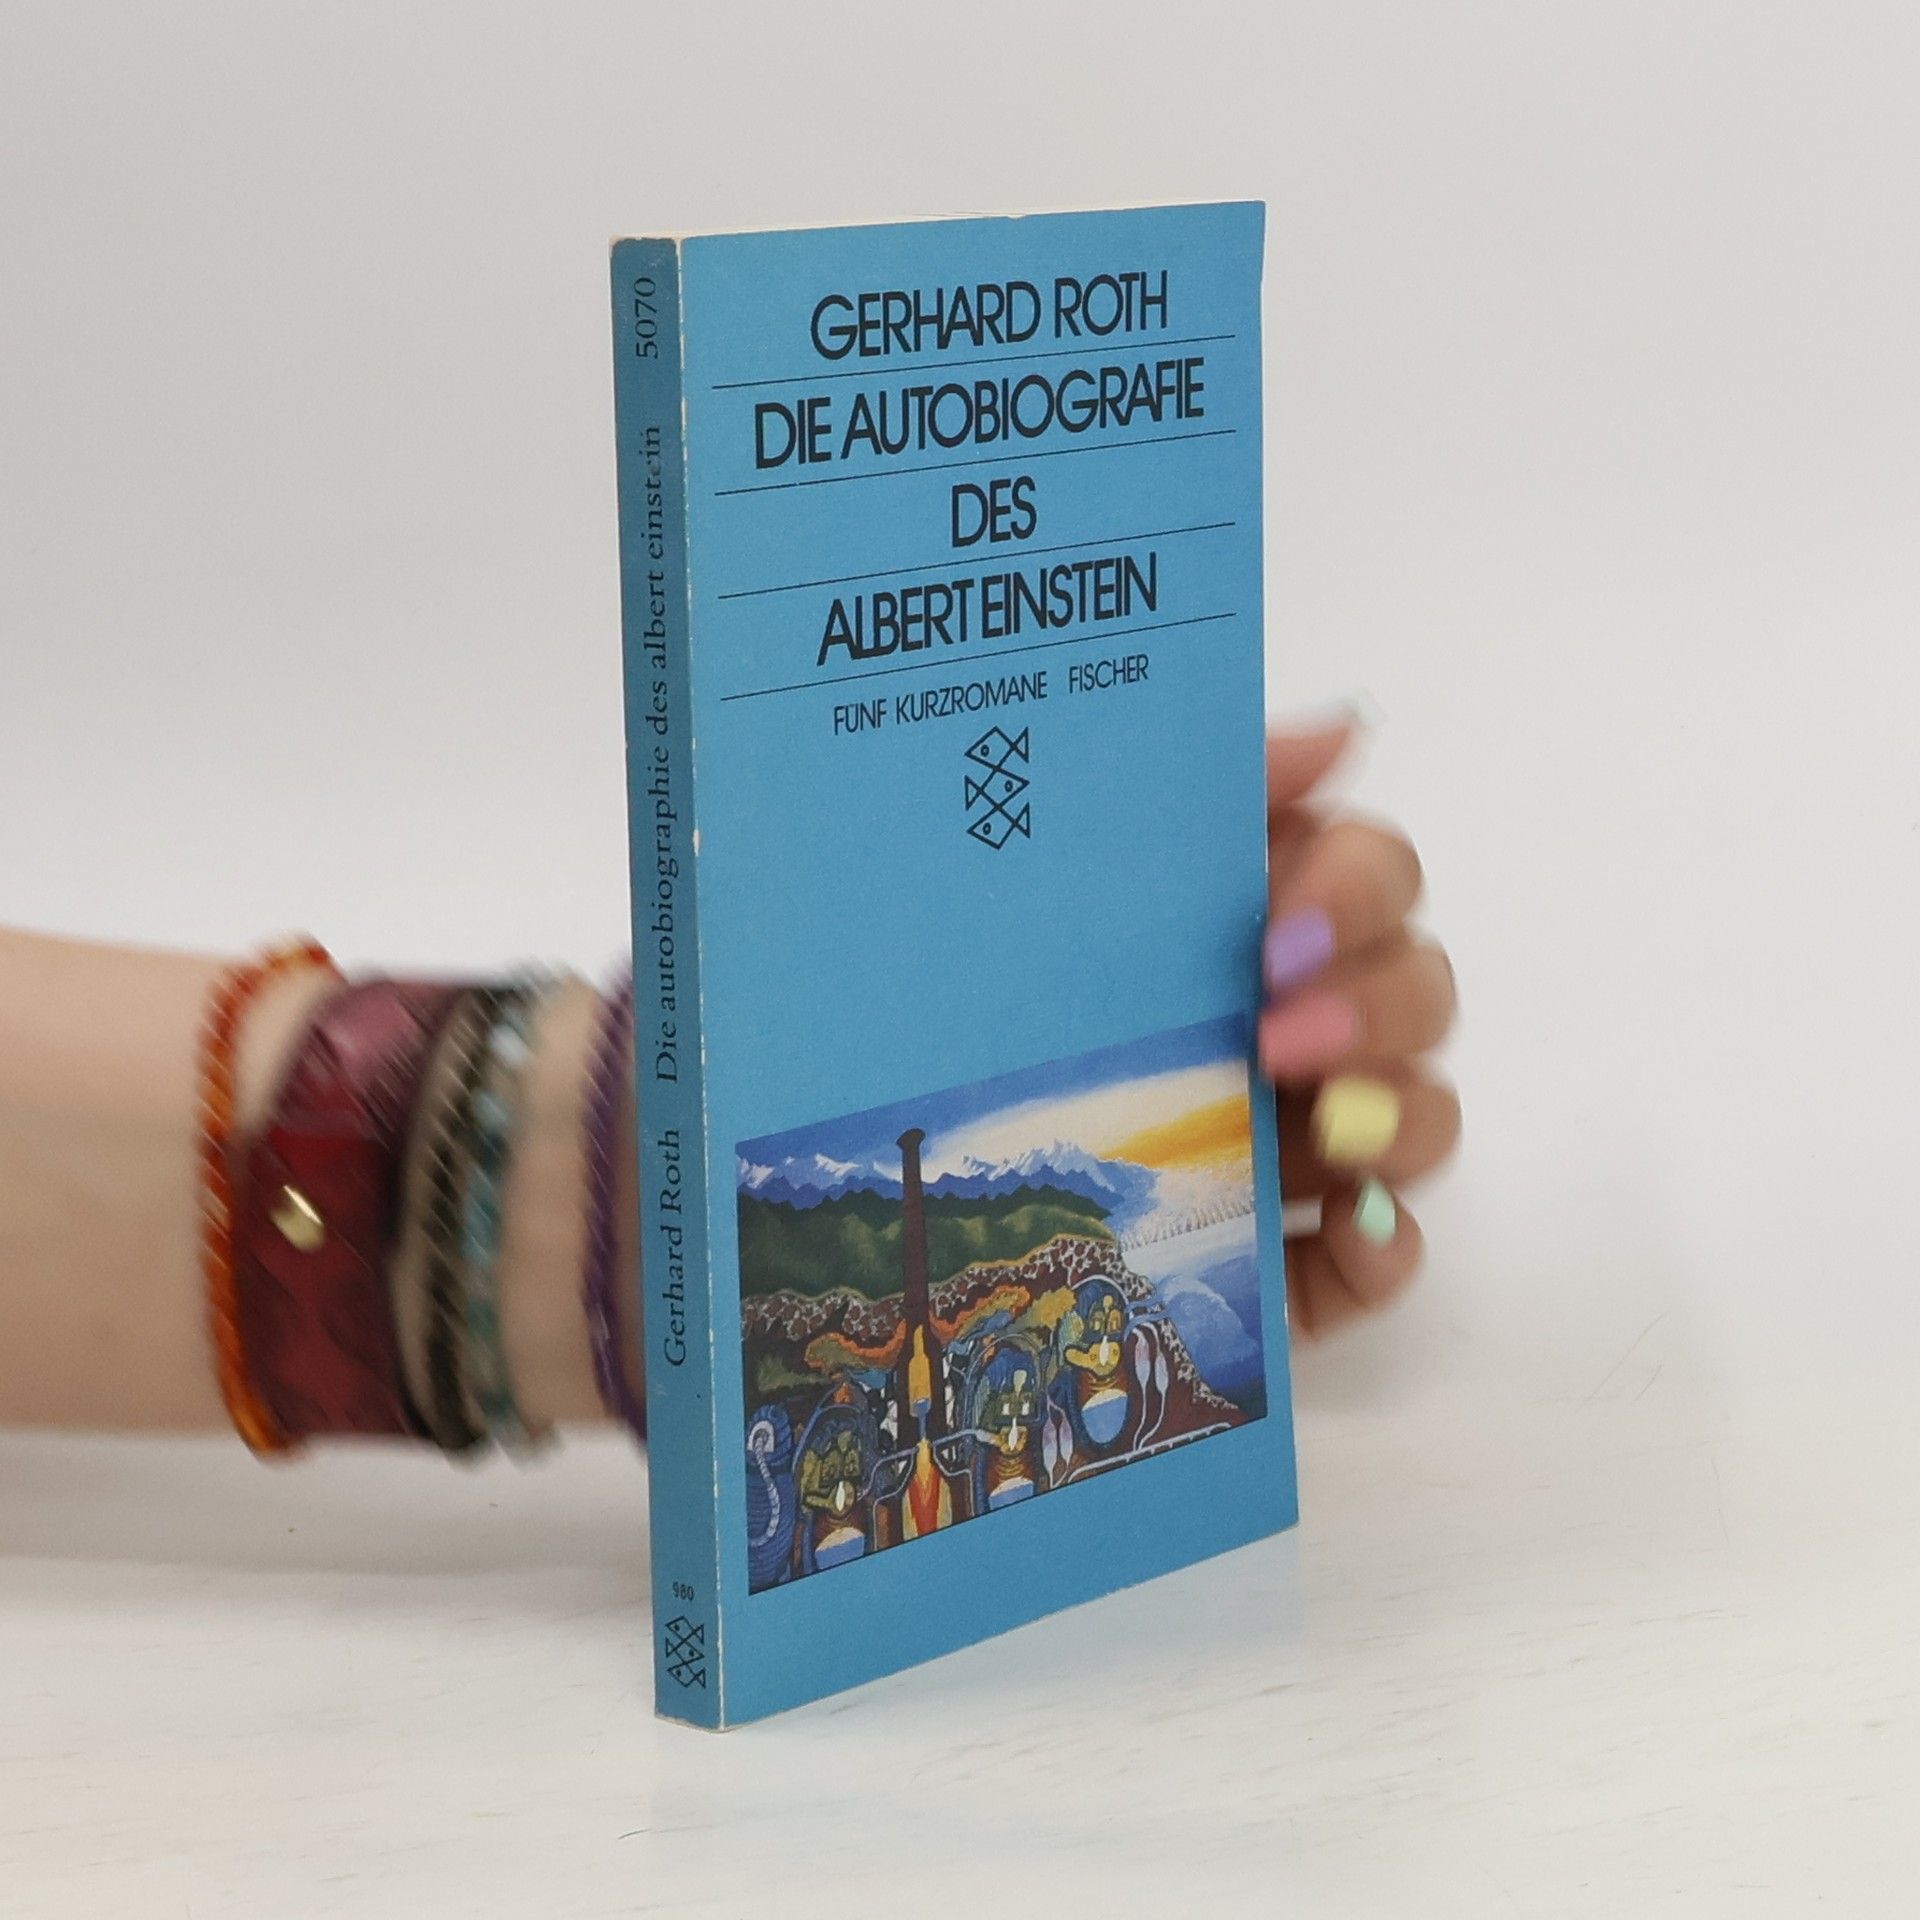 GERHARD ROTH
DIE AUTOBIOGRAFIE
DES
ALBERT EINSTEIN
FÜNF KURZROMANE FISCHER
Gerhard Roth Die autobiographie des albert einstein 5070
980